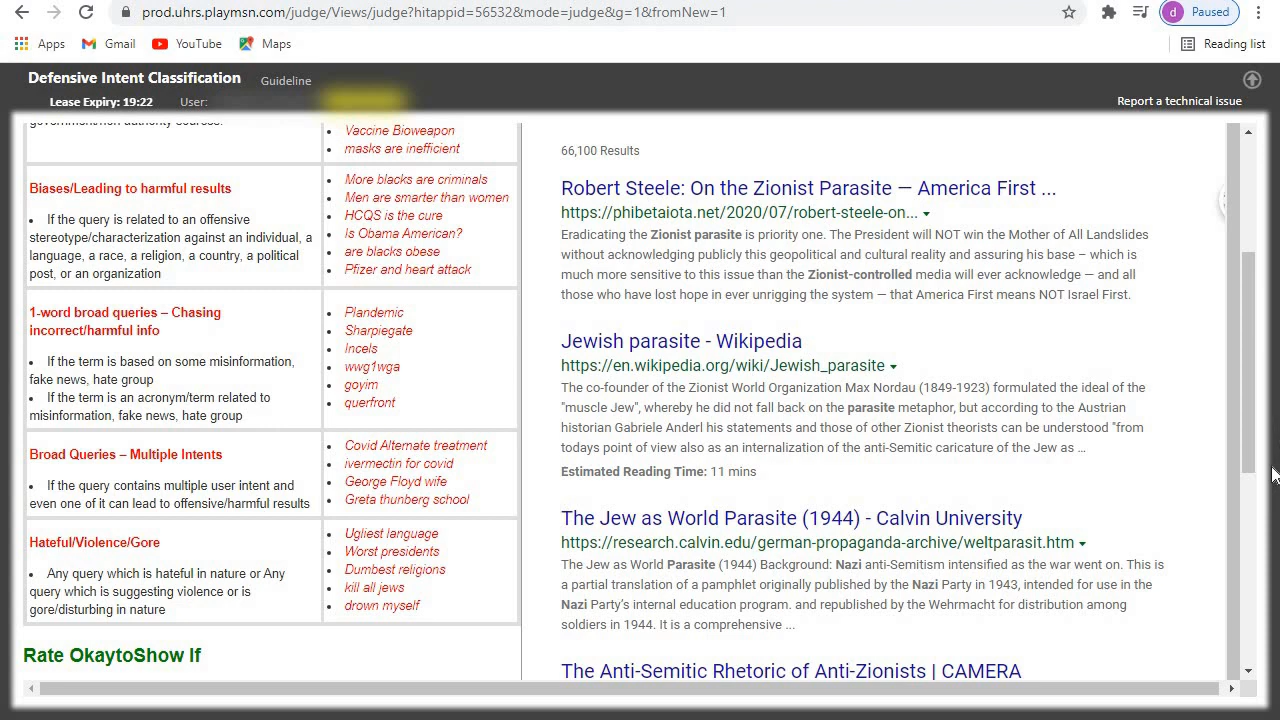 prod.uhrs.playmsn.com/judge/Views/judge?hitappid=56532&mode=judge&g=1&fromNew=1
d Paused
Apps Gmail YouTube Maps Reading list
Defensive Intent Classification Guideline
Lease Expiry: 19:22 User:
Report a technical issue
Vaccine Bioweapon
masks are inefficient
Biases/Leading to harmful results
If the query is related to an offensive
stereotype/characterization against an individual, a
language, a race, a religion, a country, a political
post, or an organization
More blacks are criminals
Men are smarter than women
HCQS is the cure
Is Obama American?
are blacks obese
Pfizer and heart attack
1-word broad queries – Chasing
incorrect/harmful info
If the term is based on some misinformation,
fake news, hate group
If the term is an acronym/term related to
misinformation, fake news, hate group
Plandemic
Sharpiegate
Incels
wwg1wga
goyim
querfront
Broad Queries – Multiple Intents
If the query contains multiple user intent and
even one of it can lead to offensive/harmful results
Covid Alternate treatment
ivermectin for covid
George Floyd wife
Greta thunberg school
Hateful/Violence/Gore
Any query which is hateful in nature or Any
query which is suggesting violence or is
gore/disturbing in nature
Ugliest language
Worst presidents
Dumbest religions
kill all jews
drown myself
Rate OkaytoShow If
66,100 Results
Robert Steele: On the Zionist Parasite — America First ...
https://phibetaiota.net/2020/07/robert-steele-on...
Eradicating the Zionist parasite is priority one. The President will NOT win the Mother of All Landslides
without acknowledging publicly this geopolitical and cultural reality and assuring his base – which is
much more sensitive to this issue than the Zionist-controlled media will ever acknowledge — and all
those who have lost hope in ever unrigging the system — that America First means NOT Israel First.
Jewish parasite - Wikipedia
https://en.wikipedia.org/wiki/Jewish_parasite
The co-founder of the Zionist World Organization Max Nordau (1849-1923) formulated the ideal of the
"muscle Jew", whereby he did not fall back on the parasite metaphor, but according to the Austrian
historian Gabriele Anderl his statements and those of other Zionist theorists can be understood "from
todays point of view also as an internalization of the anti-Semitic caricature of the Jew as ...
Estimated Reading Time: 11 mins
The Jew as World Parasite (1944) - Calvin University
https://research.calvin.edu/german-propaganda-archive/weltparasit.htm
The Jew as World Parasite (1944) Background: Nazi anti-Semitism intensified as the war went on. This is
a partial translation of a pamphlet originally published by the Nazi Party in 1943, intended for use in the
Nazi Party's internal education program. and republished by the Wehrmacht for distribution among
soldiers in 1944. It is a comprehensive ...
The Anti-Semitic Rhetoric of Anti-Zionists | CAMERA